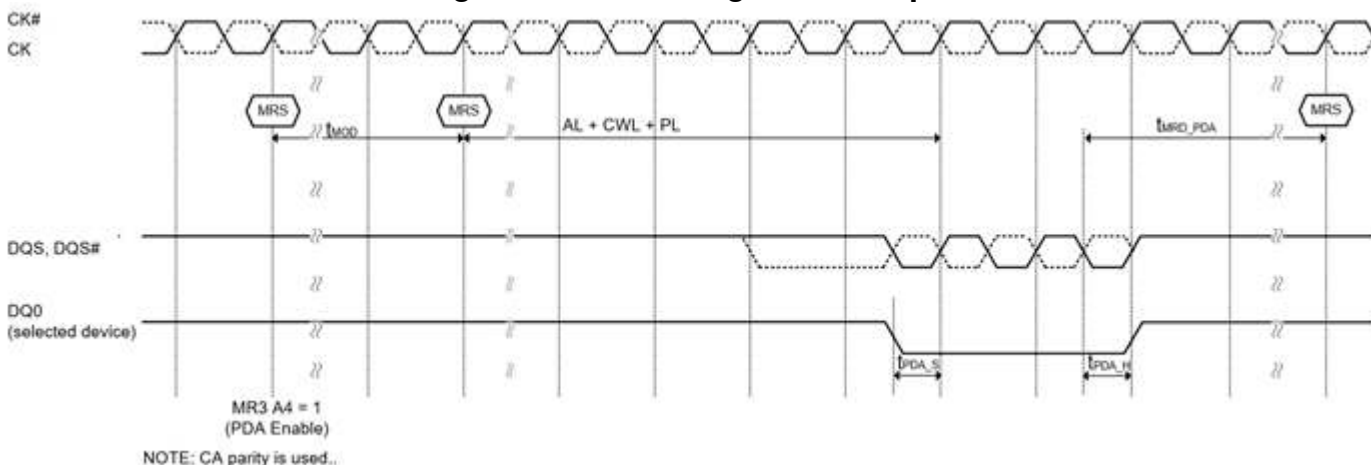 CK#
CK
MRS MRS MRS
tMOD AL + CWL + PL tMRD_PDA
DQS, DQS#
DQ0
(selected device)
tPDA_S tPDA_H
MR3 A4 = 1
(PDA Enable)
NOTE: CA parity is used..